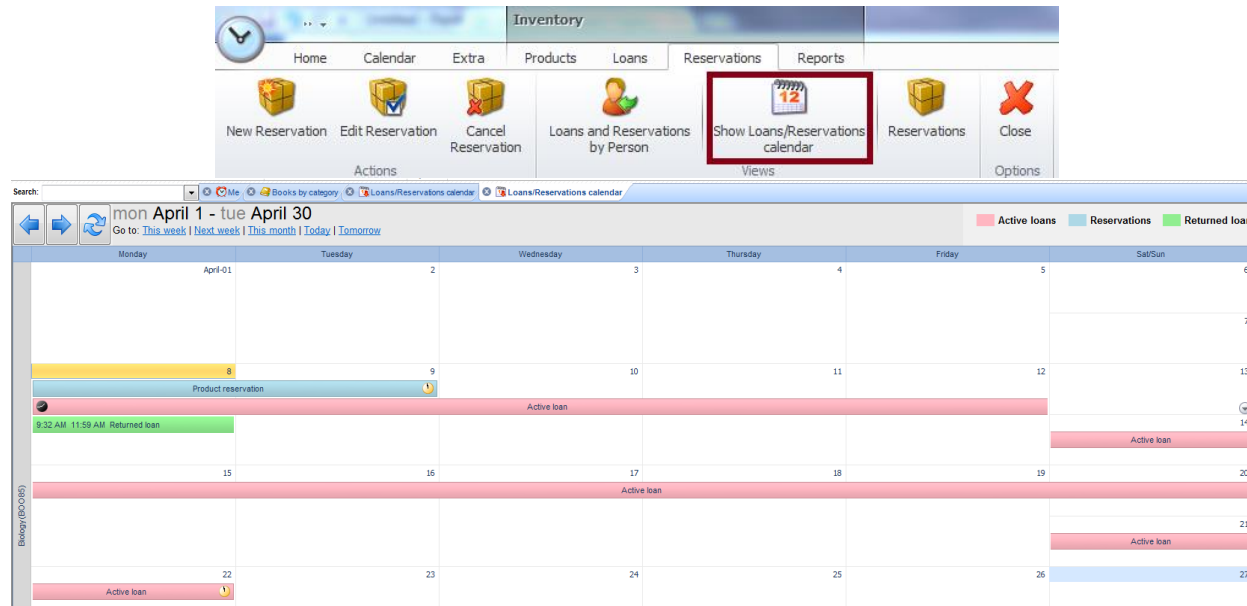 Inventory
Home Calendar Extra Products Loans Reservations Reports
12
New Reservation Edit Reservation Cancel Reservation Loans and Reservations by Person Show Loans/Reservations calendar Reservations Close
Actions Views Options
Search: Me Books by category Loans/Reservations calendar Loans/Reservations calendar
mon April 1 - tue April 30
Go to: This week | Next week | This month | Today | Tomorrow
Active loans Reservations Returned loa
Monday Tuesday Wednesday Thursday Friday Sat/Sun
April-01 2 3 4 5 6
7
8 9 10 11 12 13
Product reservation
Active loan
9:32 AM 11:59 AM Returned loan
14
Active loan
15 16 17 18 19 20
Active loan
Biology(BOO85)
21
Active loan
22 23 24 25 26 27
Active loan